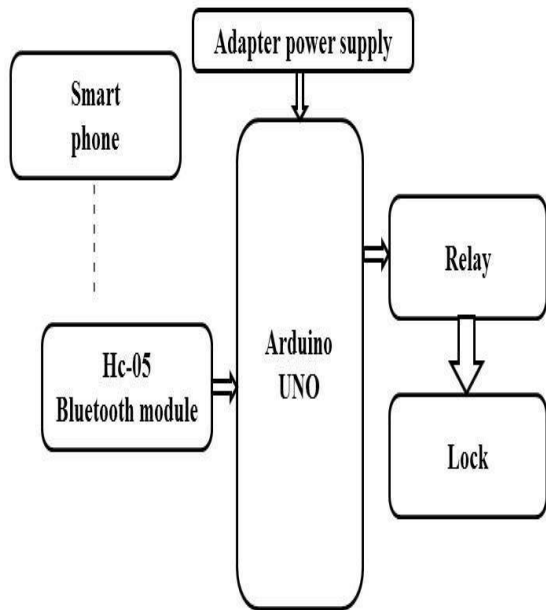 Adapter power supply
Smart
phone
Hc-05
Bluetooth module
Arduino
UNO
Relay
Lock